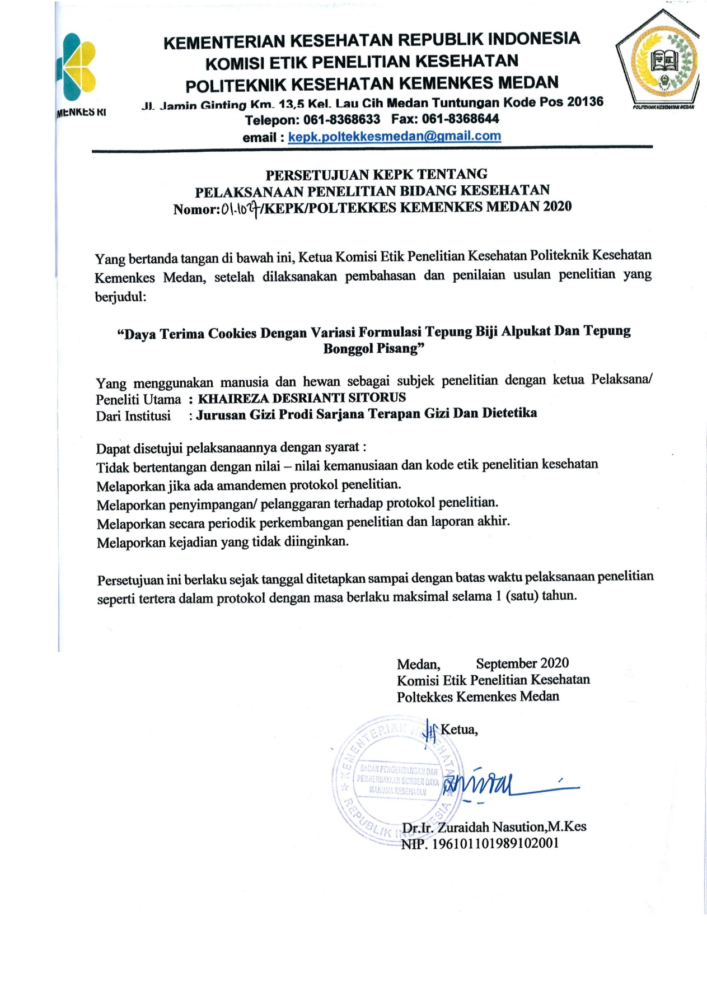 KEMENTERIAN KESEHATAN REPUBLIK INDONESIA
KOMISI ETIK PENELITIAN KESEHATAN
POLITEKNIK KESEHATAN KEMENKES MEDAN
Jl. Jamin Ginting Km. 13,5 Kel. Lau Cih Medan Tuntungan Kode Pos 20136
Telepon: 061-8368633 Fax: 061-8368644
email : kepk.poltekkesmedan@gmail.com
MENKES RI
POLITEKNIK KESEHATAN MEDAN
PERSETUJUAN KEPK TENTANG
PELAKSANAAN PENELITIAN BIDANG KESEHATAN
Nomor:01.1027/KEPK/POLTEKKES KEMENKES MEDAN 2020
Yang bertanda tangan di bawah ini, Ketua Komisi Etik Penelitian Kesehatan Politeknik Kesehatan
Kemenkes Medan, setelah dilaksanakan pembahasan dan penilaian usulan penelitian yang
berjudul:
“Daya Terima Cookies Dengan Variasi Formulasi Tepung Biji Alpukat Dan Tepung
Bonggol Pisang”
Yang menggunakan manusia dan hewan sebagai subjek penelitian dengan ketua Pelaksana/
Peneliti Utama : KHAIREZA DESRIANTI SITORUS
Dari Institusi : Jurusan Gizi Prodi Sarjana Terapan Gizi Dan Dietetika
Dapat disetujui pelaksanaannya dengan syarat :
Tidak bertentangan dengan nilai – nilai kemanusiaan dan kode etik penelitian kesehatan
Melaporkan jika ada amandemen protokol penelitian.
Melaporkan penyimpangan/ pelanggaran terhadap protokol penelitian.
Melaporkan secara periodik perkembangan penelitian dan laporan akhir.
Melaporkan kejadian yang tidak diinginkan.
Persetujuan ini berlaku sejak tanggal ditetapkan sampai dengan batas waktu pelaksanaan penelitian
seperti tertera dalam protokol dengan masa berlaku maksimal selama 1 (satu) tahun.
Medan, September 2020
Komisi Etik Penelitian Kesehatan
Poltekkes Kemenkes Medan
Ketua,
KEMENTERIAN KESEHATAN
BADAN PENGEMBANGAN DAN
PEMBERDAYAAN SUMBER DAYA
MANUSIA KESEHATAN
REPUBLIK INDONESIA
Dr.Ir. Zuraidah Nasution,M.Kes
NIP. 196101101989102001